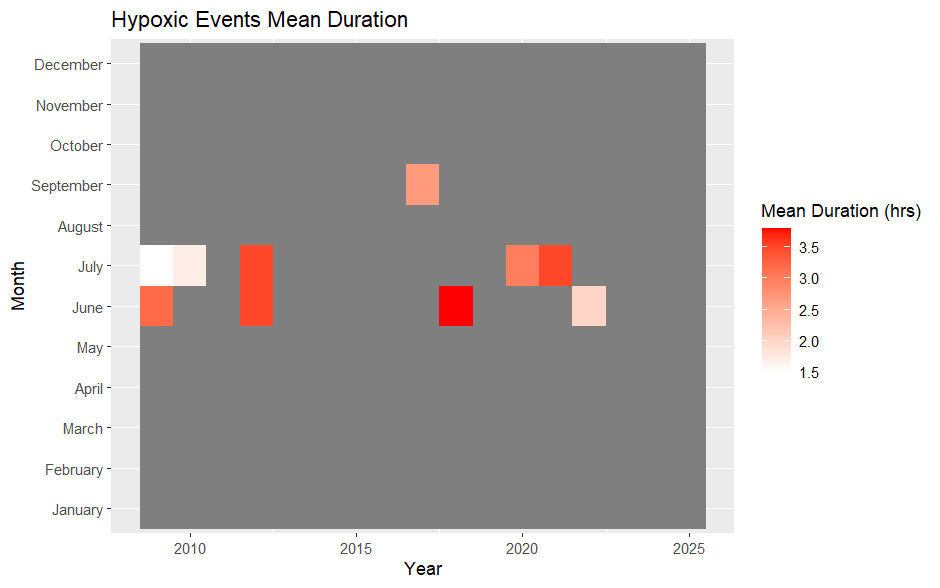 Hypoxic Events Mean Duration
Month
December
November
October
September
August
July
June
May
April
March
February
January
2010
2015
2020
2025
Year
Mean Duration (hrs)
3.5
3.0
2.5
2.0
1.5